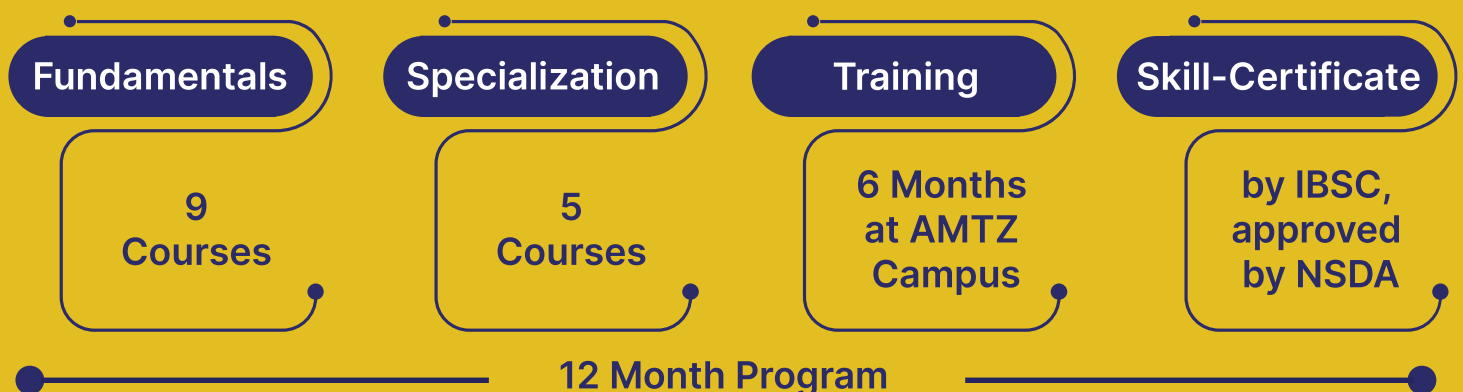 Fundamentals
9
Courses
Specialization
5
Courses
Training
6 Months
at AMTZ
Campus
Skill-Certificate
by IBSC,
approved
by NSDA
12 Month Program